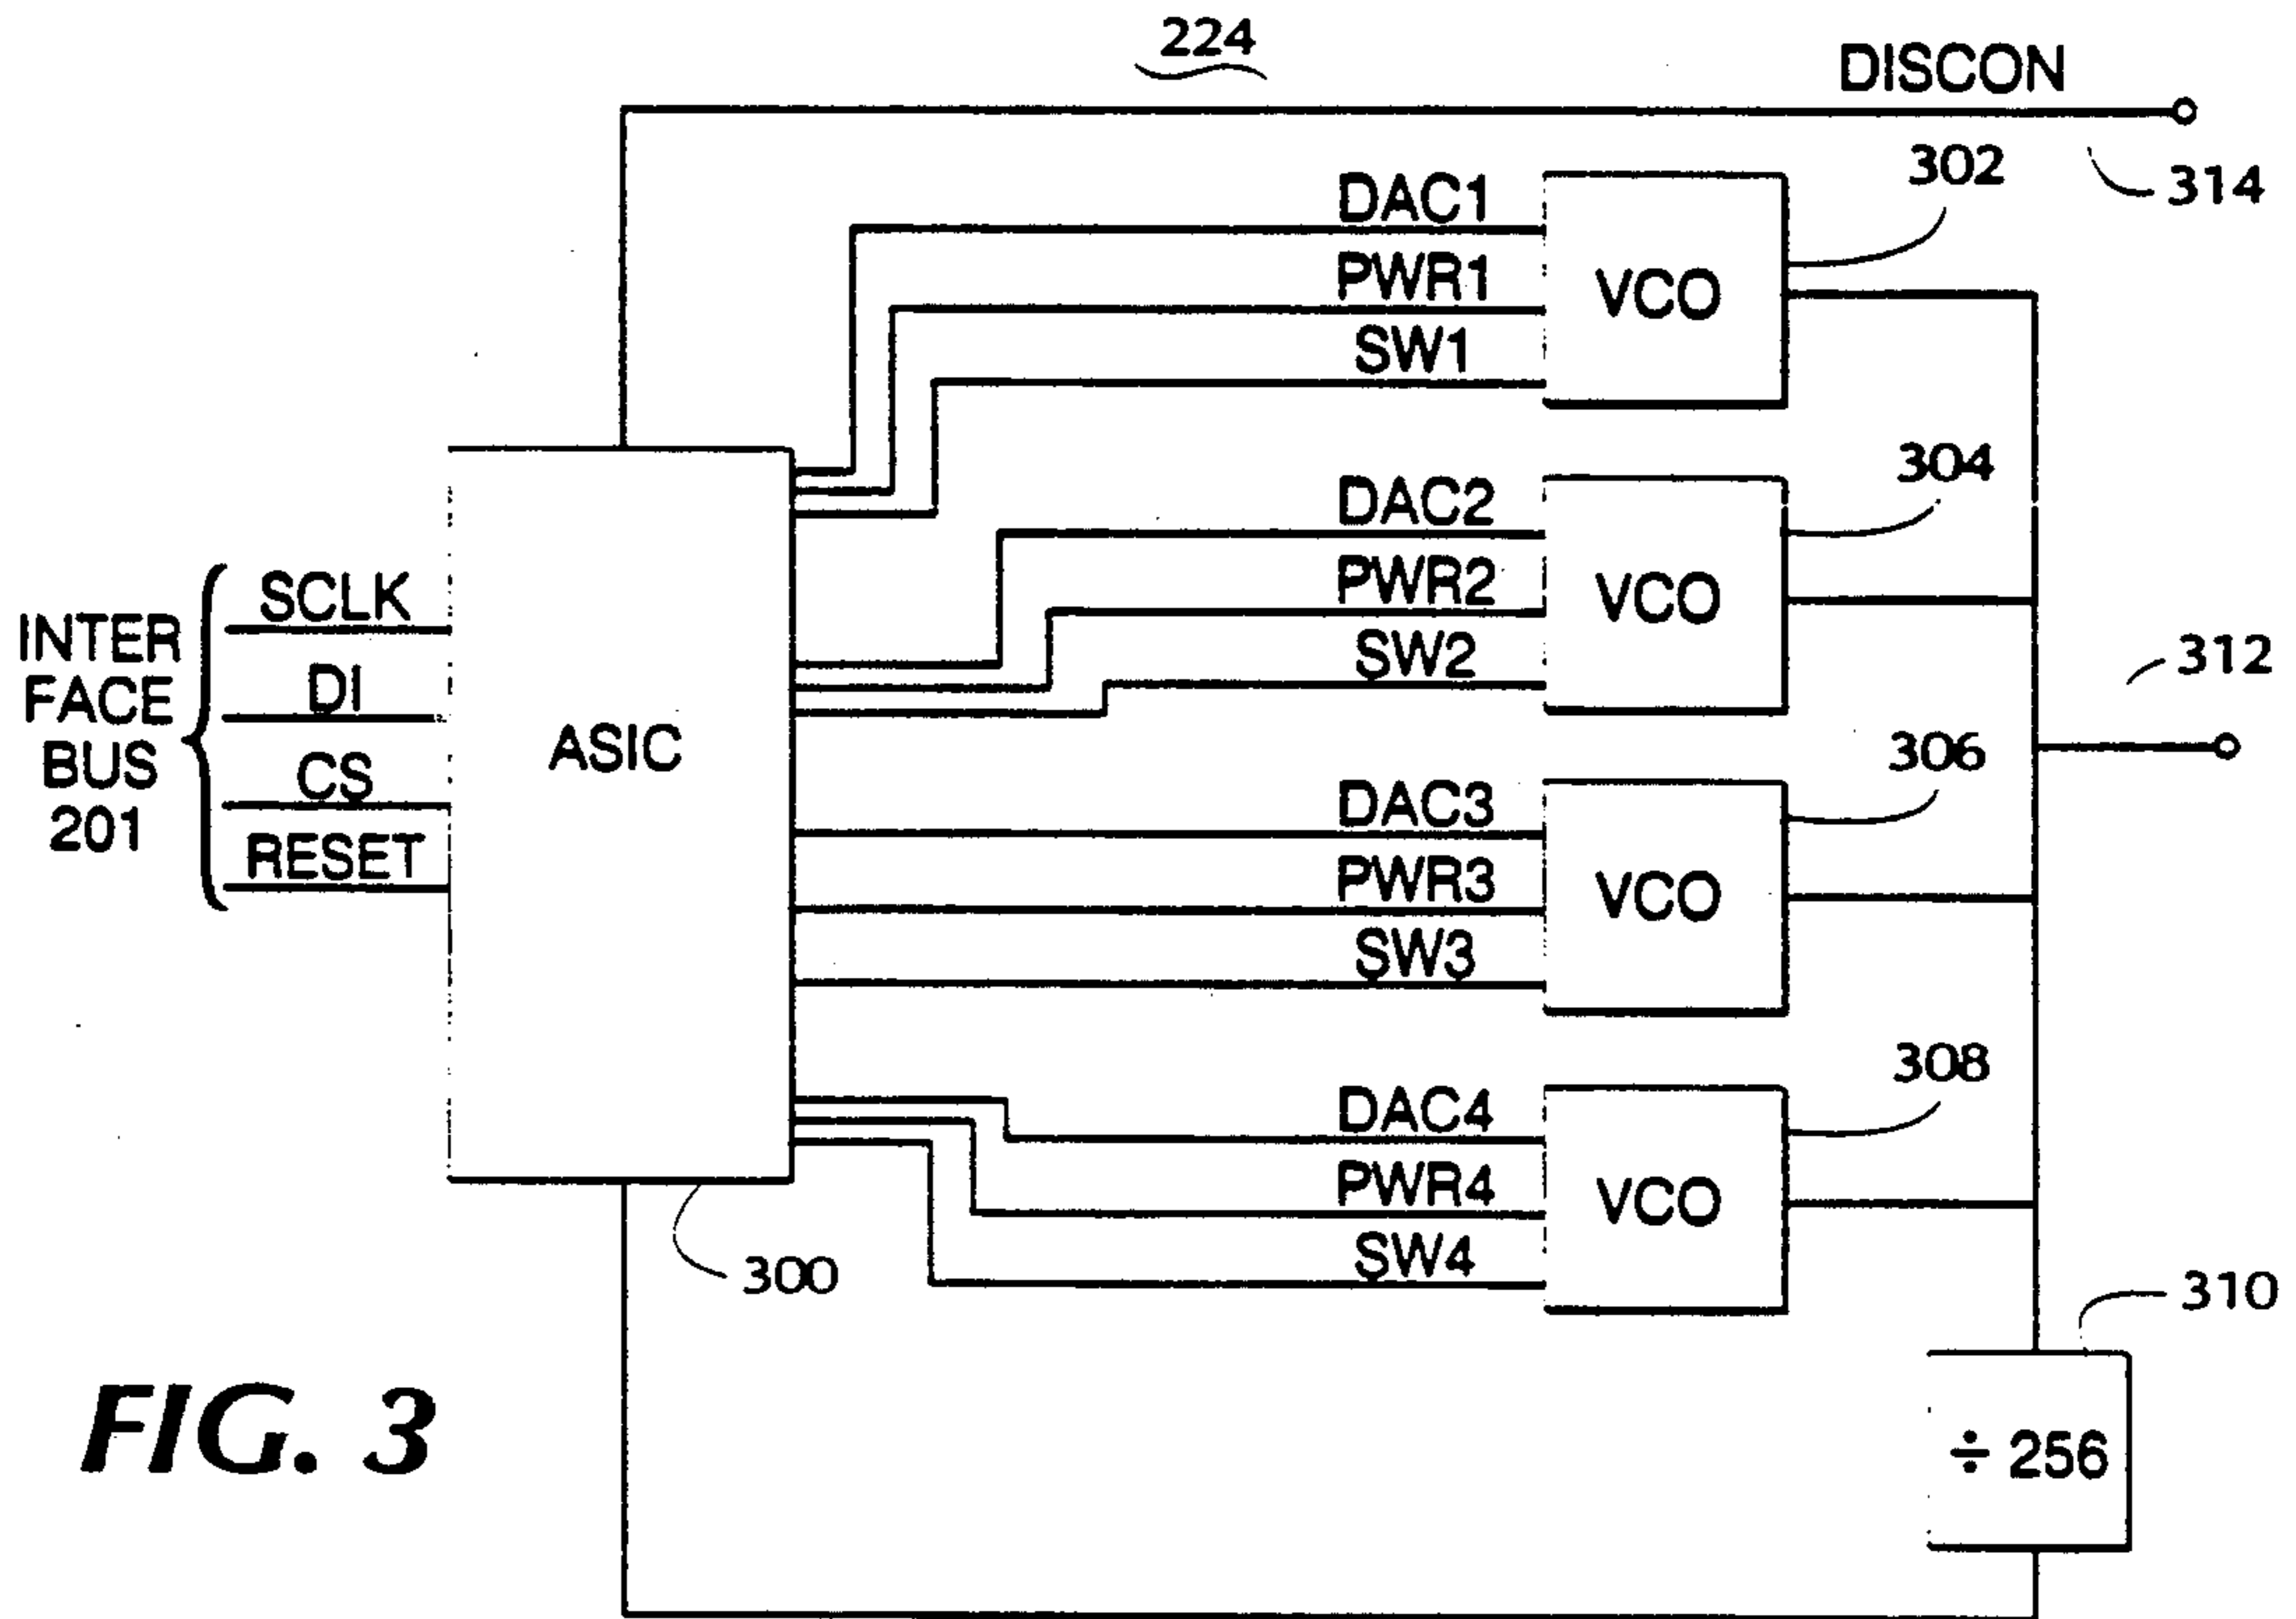 224
DISCON
314
302
DAC1
PWR1
SW1
VCO
304
DAC2
PWR2
SW2
VCO
INTER
FACE
BUS
201
SCLK
DI
CS
RESET
ASIC
312
306
DAC3
PWR3
SW3
VCO
308
DAC4
PWR4
SW4
VCO
300
310
÷ 256
FIG. 3